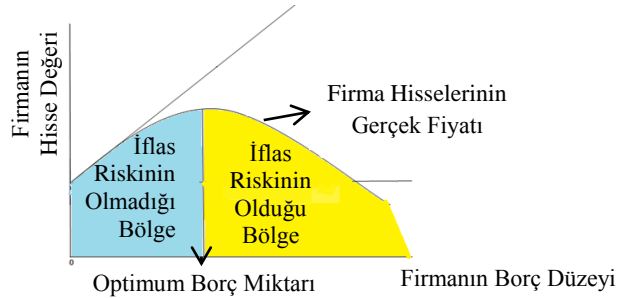 Firmanın
Hisse Değeri
Firma Hisselerinin
Gerçek Fiyatı
İflas
Riskinin
Olmadığı
Bölge
İflas
Riskinin
Olduğu
Bölge
0
Optimum Borç Miktarı
Firmanın Borç Düzeyi